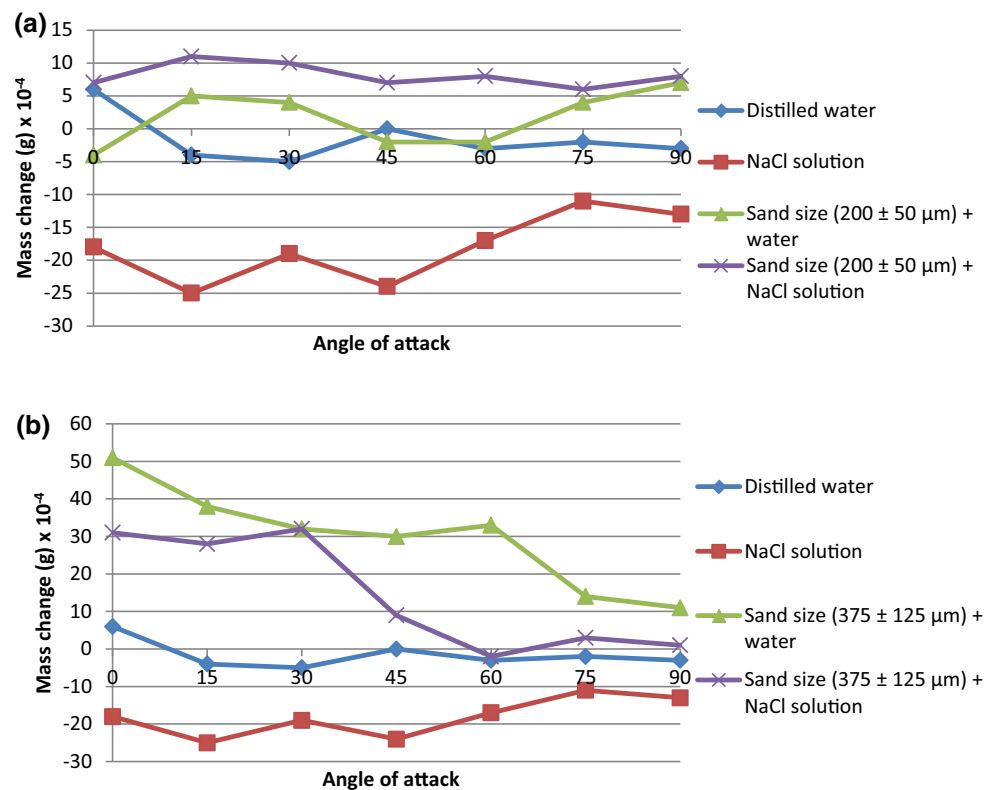 (a)
15
10
5
0
-5
-10
-15
-20
-25
-30
Mass change (g) x 10⁻⁴
0 15 30 45 60 75 90
Angle of attack
Distilled water
NaCl solution
Sand size (200 ± 50 µm) +
water
Sand size (200 ± 50 µm) +
NaCl solution
(b)
60
50
40
30
20
10
0
-10
-20
-30
Mass change (g) x 10⁻⁴
0 15 30 45 60 75 90
Angle of attack
Distilled water
NaCl solution
Sand size (375 ± 125 µm) +
water
Sand size (375 ± 125 µm) +
NaCl solution